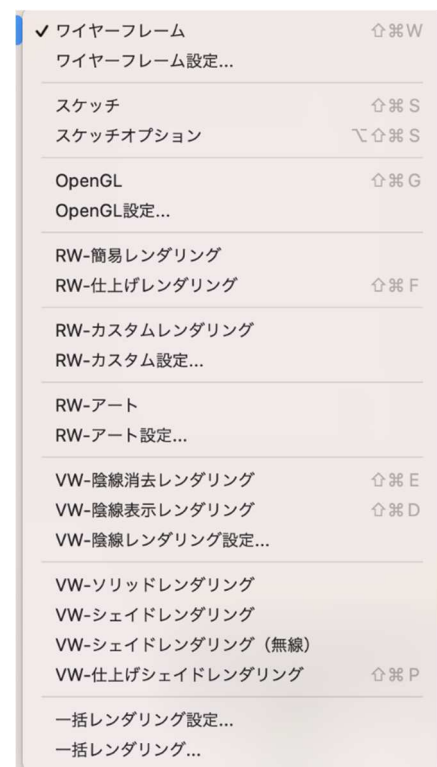 ✓ ワイヤーフレーム ⇧⌘W
ワイヤーフレーム設定...
スケッチ ⇧⌘S
スケッチオプション ⌥⇧⌘S
OpenGL ⇧⌘G
OpenGL設定...
RW-簡易レンダリング
RW-仕上げレンダリング ⇧⌘F
RW-カスタムレンダリング
RW-カスタム設定...
RW-アート
RW-アート設定...
VW-陰線消去レンダリング ⇧⌘E
VW-陰線表示レンダリング ⇧⌘D
VW-陰線レンダリング設定...
VW-ソリッドレンダリング
VW-シェイドレンダリング
VW-シェイドレンダリング（無線）
VW-仕上げシェイドレンダリング ⇧⌘P
一括レンダリング設定...
一括レンダリング...